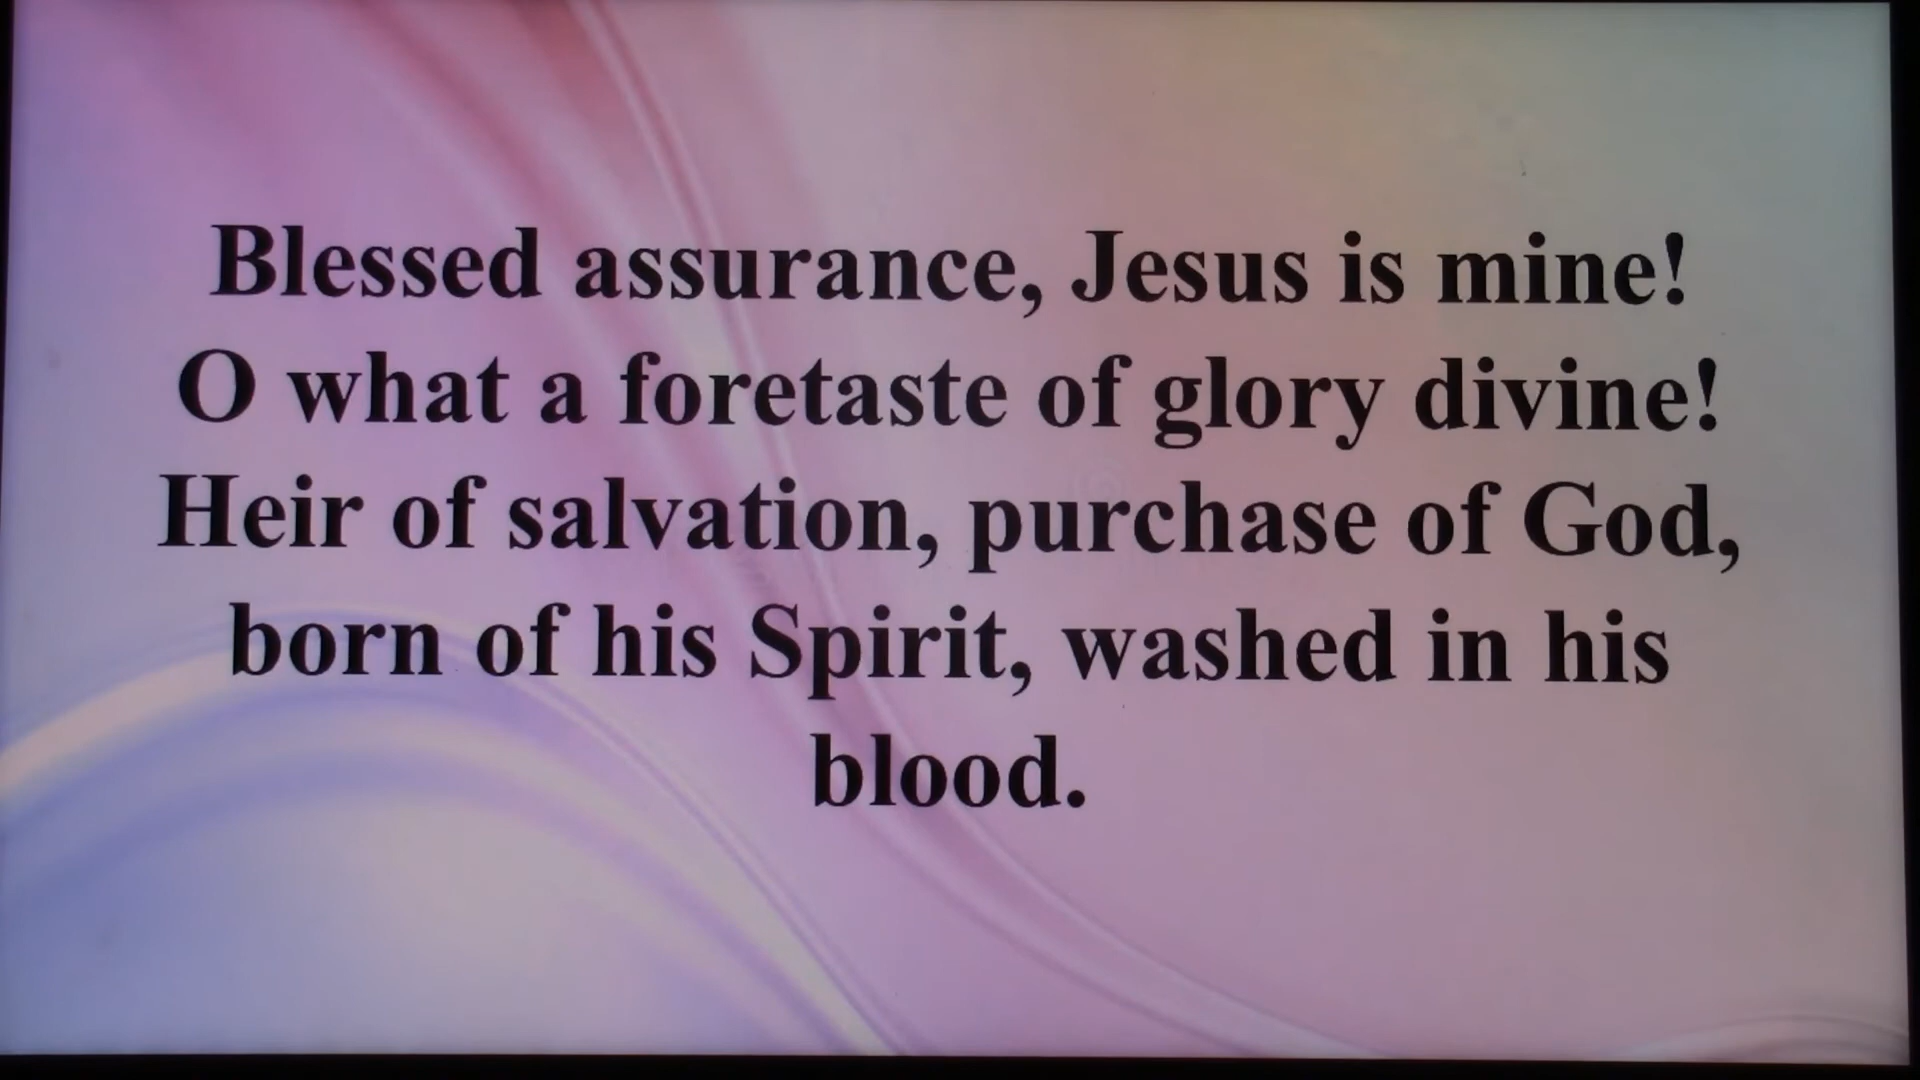 Blessed assurance, Jesus is mine!
O what a foretaste of glory divine!
Heir of salvation, purchase of God,
born of his Spirit, washed in his
blood.